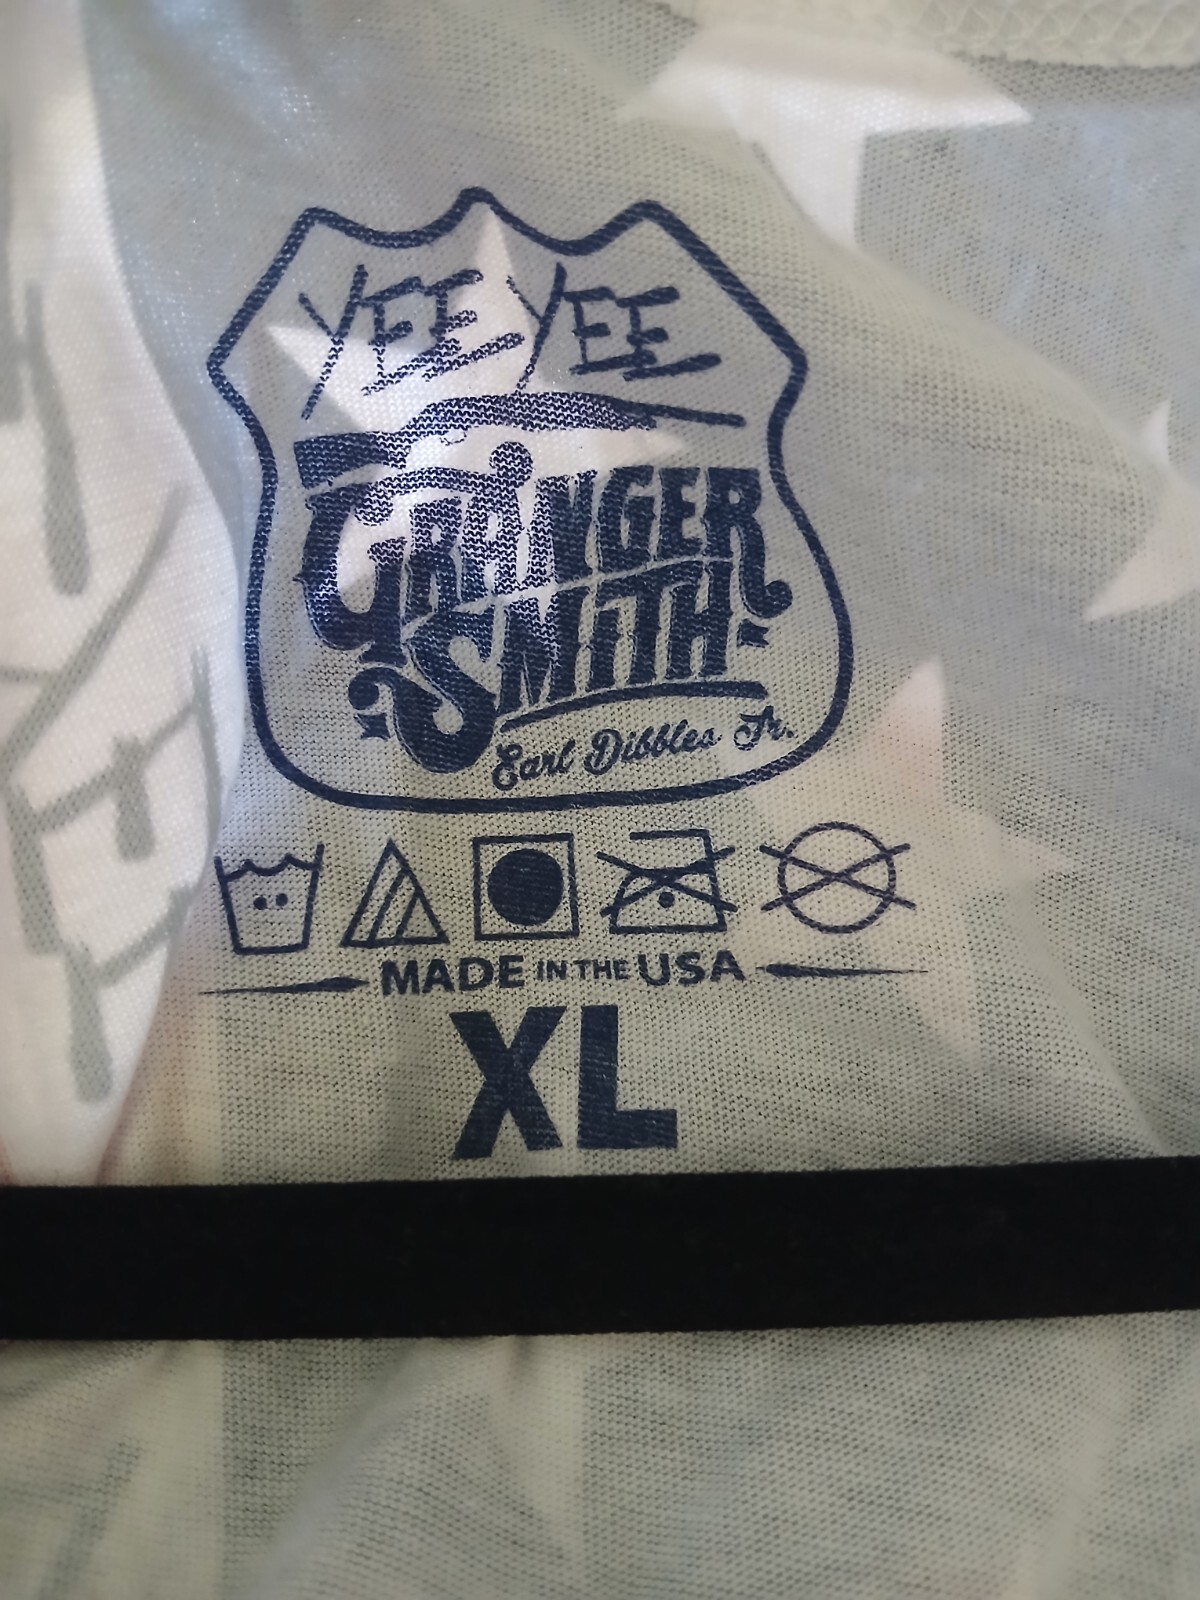 YEE YEE
GRANGER
SMITH
Earl Dibbles Jr.
MADE IN THE USA
XL